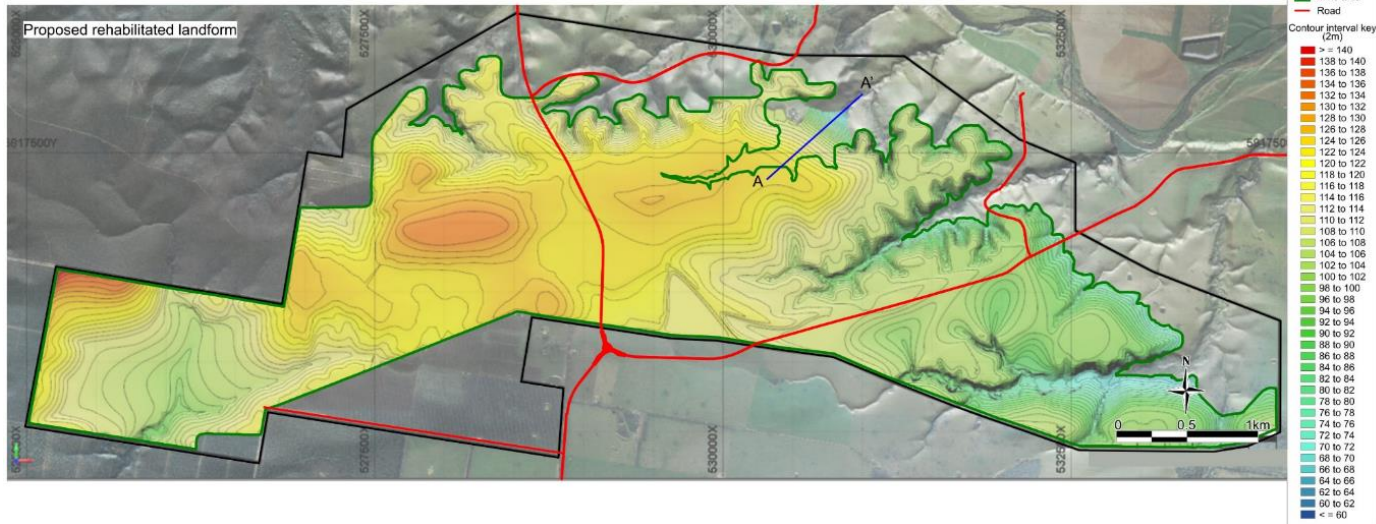 Proposed rehabilitated landform
527500X
530000X
532500X
5817500Y
A'
A
N
0 0.5 1km
527500X
530000X
532500X
Road
Contour interval key
(2m)
> = 140
138 to 140
136 to 138
134 to 136
132 to 134
130 to 132
128 to 130
126 to 128
124 to 126
122 to 124
120 to 122
118 to 120
116 to 118
114 to 116
112 to 114
110 to 112
108 to 110
106 to 108
104 to 106
102 to 104
100 to 102
98 to 100
96 to 98
94 to 96
92 to 94
90 to 92
88 to 90
86 to 88
84 to 86
82 to 84
80 to 82
78 to 80
76 to 78
74 to 76
72 to 74
70 to 72
68 to 70
66 to 68
64 to 66
62 to 64
60 to 62
< = 60